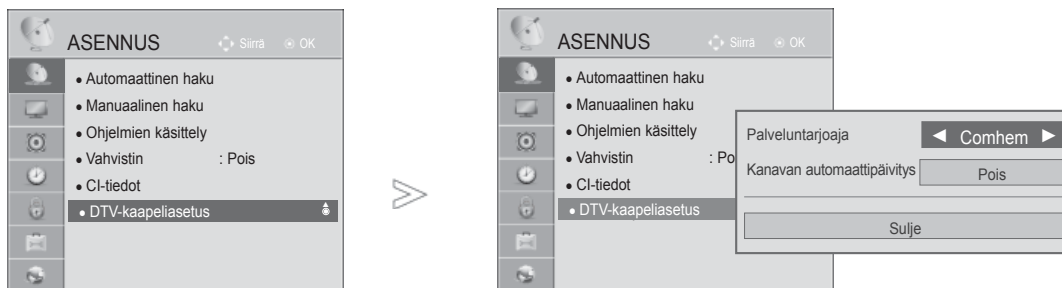 ASENNUS Siirrä OK
• Automaattinen haku
• Manuaalinen haku
• Ohjelmien käsittely
• Vahvistin : Pois
• CI-tiedot
• DTV-kaapeliasetus
ASENNUS Siirrä OK
• Automaattinen haku
• Manuaalinen haku
• Ohjelmien käsittely
• Vahvistin : Po
• CI-tiedot
• DTV-kaapeliasetus
Palveluntarjoaja ◄ Comhem ►
Kanavan automaattipäivitys Pois
Sulje